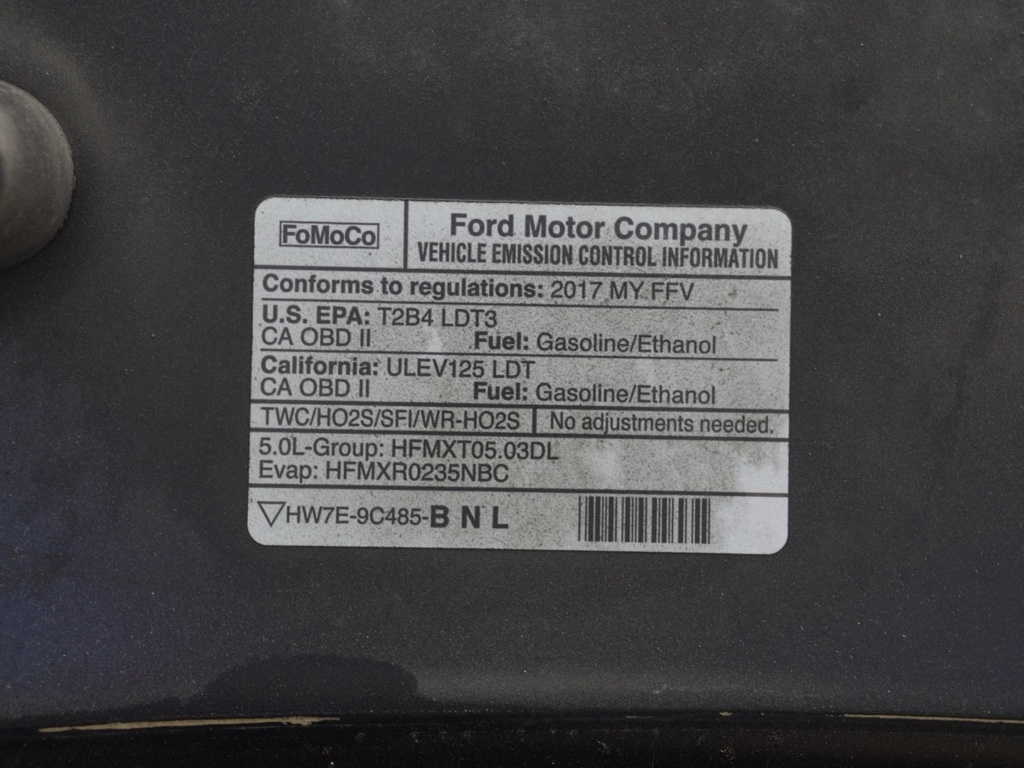 FoMoCo
Ford Motor Company
VEHICLE EMISSION CONTROL INFORMATION
Conforms to regulations: 2017 MY FFV
U.S. EPA: T2B4 LDT3
CA OBD II Fuel: Gasoline/Ethanol
California: ULEV125 LDT
CA OBD II Fuel: Gasoline/Ethanol
TWC/HO2S/SFI/WR-HO2S No adjustments needed.
5.0L-Group: HFMXT05.03DL
Evap: HFMXR0235NBC
HW7E-9C485-B N L